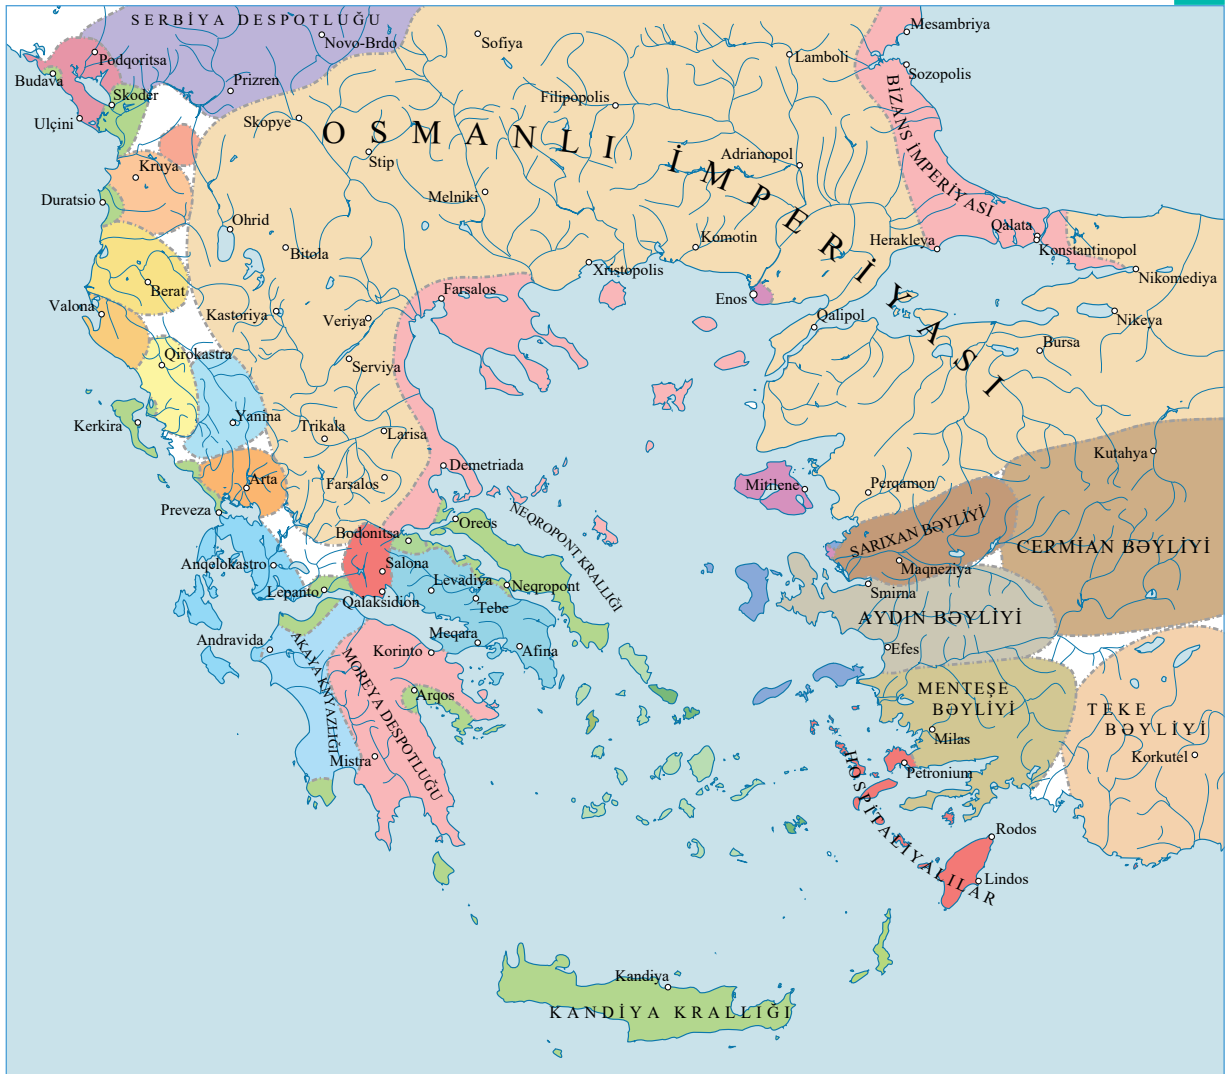 SERBİYA DESPOTLUĞU
Novo-Brdo
Sofiya
Mesambriya
Podqoritsa
Lamboli
Budava
Prizren
Sozopolis
Skoder
Filipopolis
Ulçini
Skopye
OSMANLI İMPERİYASI
BİZANS İMPERİYASI
Stip
Adrianopol
Kruya
Melniki
Duratsio
Ohrid
Qalata
Komotin
Herakleya
Bitola
Konstantinopol
Xristopolis
Nikomediya
Berat
Farsalos
Enos
Valona
Kastoriya
Veriya
Qalipol
Nikeya
Qirokastra
Bursa
Serviya
Kerkira
Yanina
Trikala
Larisa
Kutahya
Demetriada
Arta
Farsalos
Mitilene
Perqamon
Preveza
Oreos
NEQROPONT KRALLIĞI
SARIXAN BƏYLİYİ
Bodonitsa
CERMİAN BƏYLİYİ
Anqelokastro
Salona
Maqneziya
Levadiya
Neqropont
Smirna
Lepanto
Qalaksidion
Tebe
AYDIN BƏYLİYİ
Andravida
Meqara
Korinto
Afina
Efes
AKAYA KNYAZLIĞI
MOREYA DESPOTLUĞU
Arqos
MENTEŞE
BƏYLİYİ
TEKE
BƏYLİYİ
Milas
Mistra
Petronium
Korkutel
HOSPİTALİYALILAR
Rodos
Lindos
Kandiya
KANDİYA KRALLIĞI